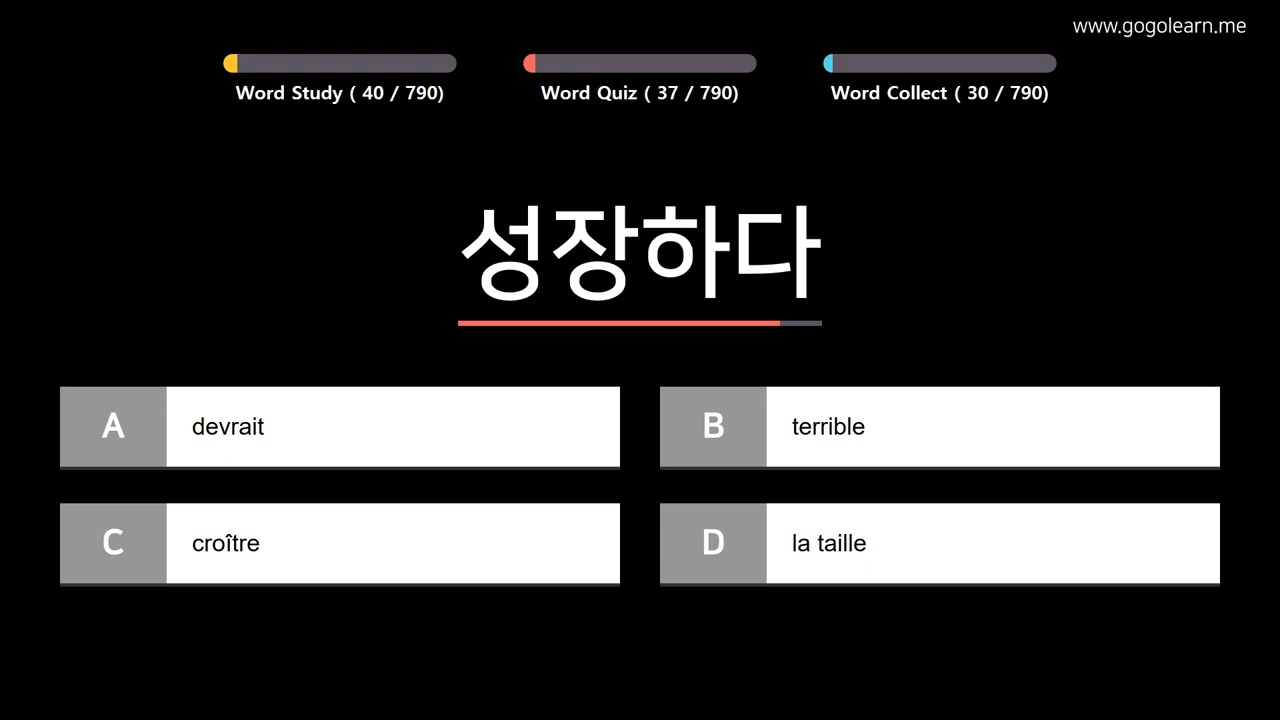 www.gogolearn.me
Word Study ( 40 / 790)
Word Quiz ( 37 / 790)
Word Collect ( 30 / 790)
성장하다
A devrait
B terrible
C croître
D la taille